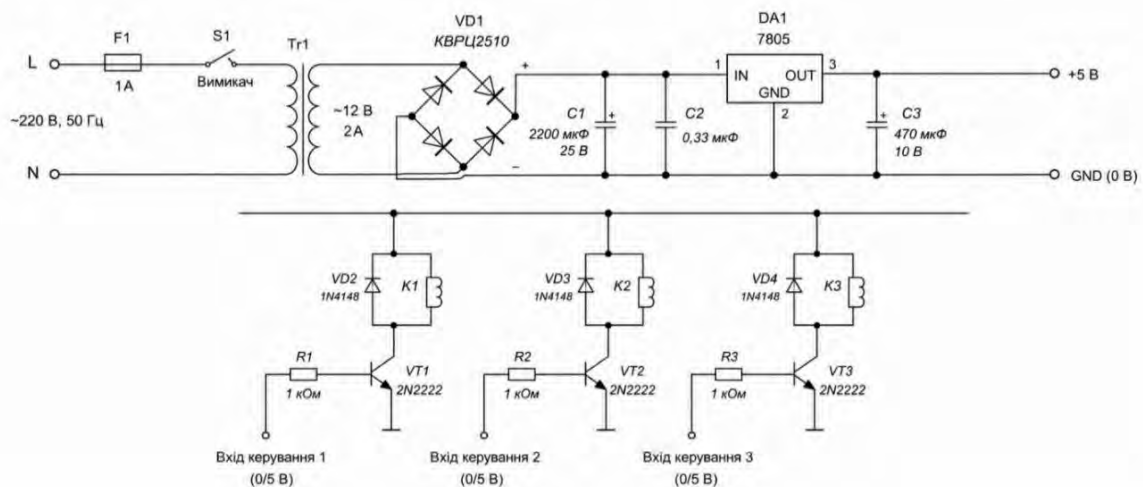 VD1
КВРЦ2510
DA1
7805
F1
S1
Tr1
L
1А
Вимикач
~220 В, 50 Гц
N
~12 В
2А
+
–
C1
2200 мкФ
25 В
+
C2
0,33 мкФ
1
IN
OUT
3
GND
2
+
C3
470 мкФ
10 В
+5 В
GND (0 В)
VD2
1N4148
K1
VD3
1N4148
K2
VD4
1N4148
K3
R1
1 кОм
VT1
2N2222
R2
1 кОм
VT2
2N2222
R3
1 кОм
VT3
2N2222
Вхід керування 1
(0/5 В)
Вхід керування 2
(0/5 В)
Вхід керування 3
(0/5 В)